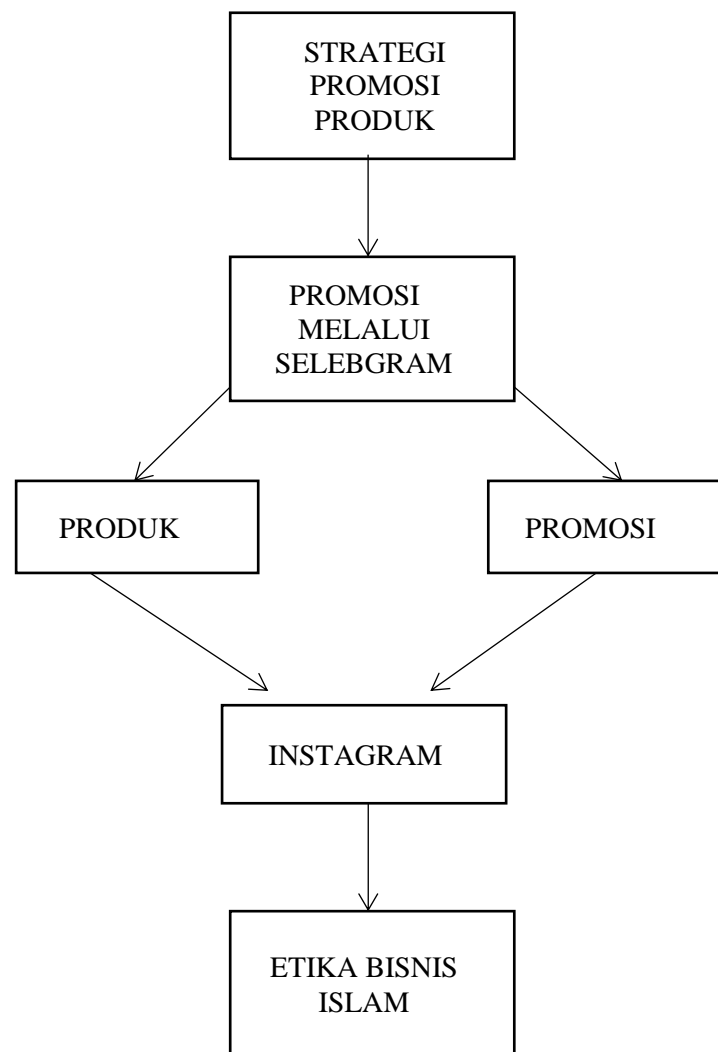 STRATEGI
PROMOSI
PRODUK
PROMOSI
MELALUI
SELEBGRAM
PRODUK
PROMOSI
INSTAGRAM
ETIKA BISNIS
ISLAM